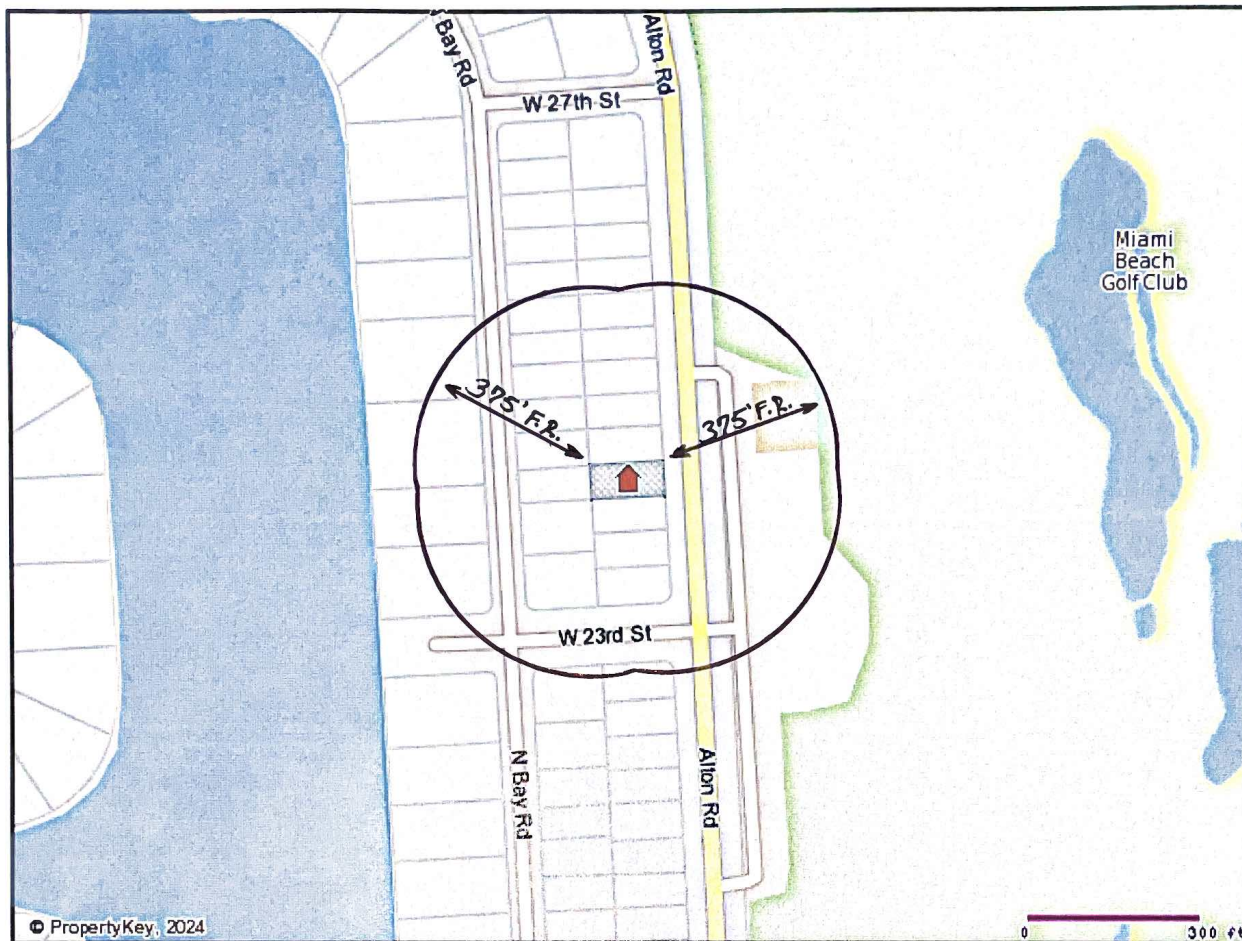 Bay Rd
Alton Rd
W 27th St
Miami
Beach
Golf Club
375' F.R.
375' F.R.
W 23rd St
N Bay Rd
Alton Rd
© PropertyKey, 2024
0 300 ft